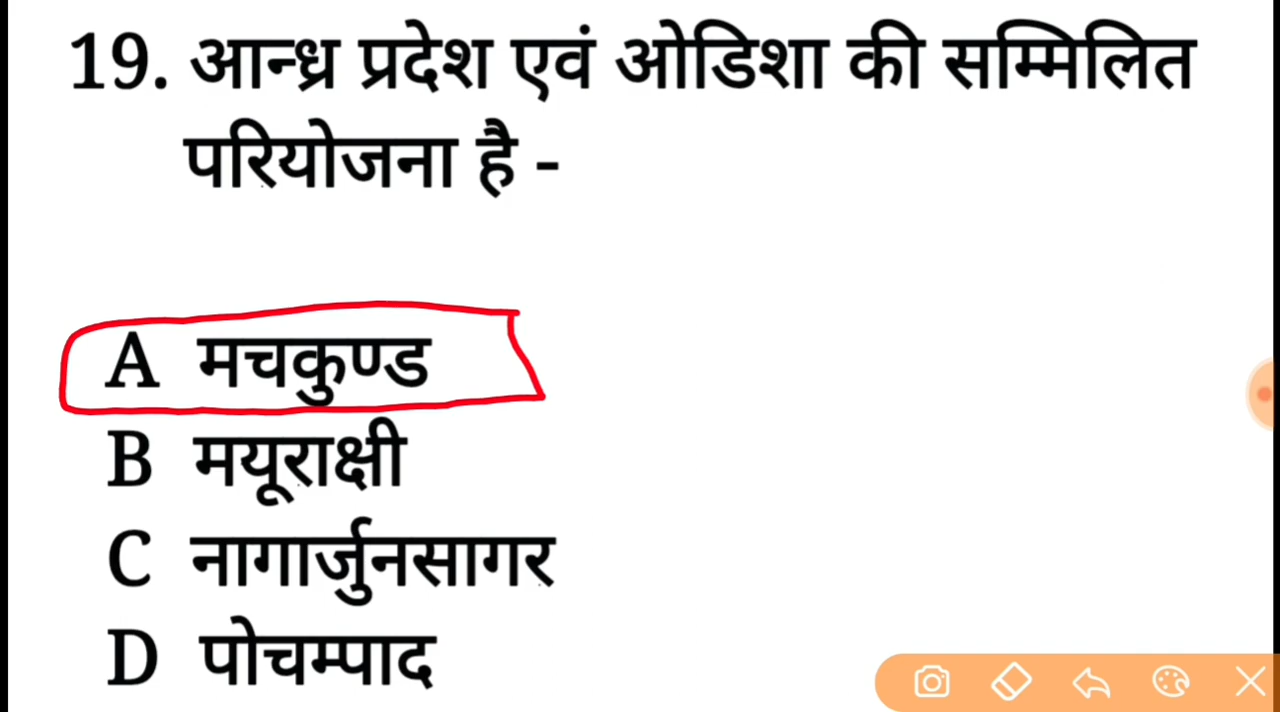 19. आन्ध्र प्रदेश एवं ओडिशा की सम्मिलित
परियोजना है -
A मचकुण्ड
B मयूराक्षी
C नागार्जुनसागर
D पोचम्पाद